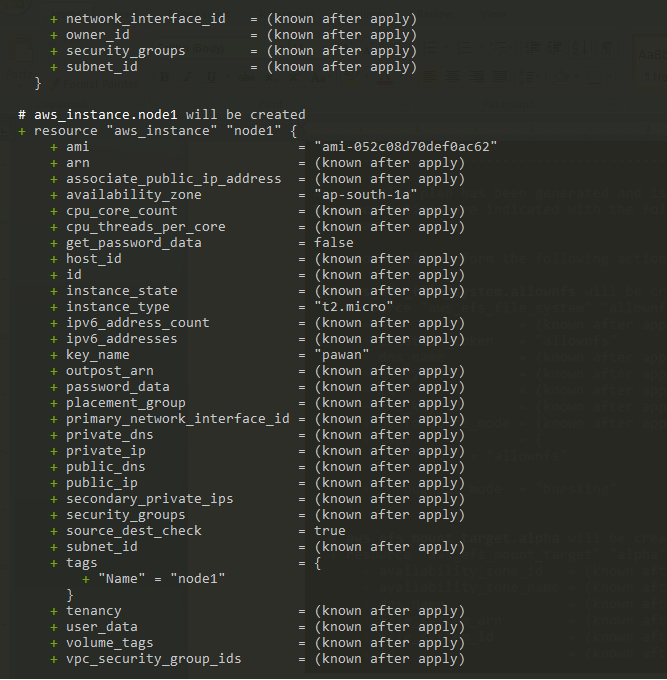 + network_interface_id   = (known after apply)
+ owner_id               = (known after apply)
+ security_groups        = (known after apply)
+ subnet_id              = (known after apply)
}
# aws_instance.node1 will be created
+ resource "aws_instance" "node1" {
+ ami                          = "ami-052c08d70def0ac62"
+ arn                          = (known after apply)
+ associate_public_ip_address  = (known after apply)
+ availability_zone            = "ap-south-1a"
+ cpu_core_count               = (known after apply)
+ cpu_threads_per_core         = (known after apply)
+ get_password_data            = false
+ host_id                      = (known after apply)
+ id                           = (known after apply)
+ instance_state               = (known after apply)
+ instance_type                = "t2.micro"
+ ipv6_address_count           = (known after apply)
+ ipv6_addresses               = (known after apply)
+ key_name                     = "pawan"
+ outpost_arn                  = (known after apply)
+ password_data                = (known after apply)
+ placement_group              = (known after apply)
+ primary_network_interface_id = (known after apply)
+ private_dns                  = (known after apply)
+ private_ip                   = (known after apply)
+ public_dns                   = (known after apply)
+ public_ip                    = (known after apply)
+ secondary_private_ips        = (known after apply)
+ security_groups              = (known after apply)
+ source_dest_check            = true
+ subnet_id                    = (known after apply)
+ tags                         = {
+ "Name" = "node1"
}
+ tenancy                      = (known after apply)
+ user_data                    = (known after apply)
+ volume_tags                  = (known after apply)
+ vpc_security_group_ids       = (known after apply)